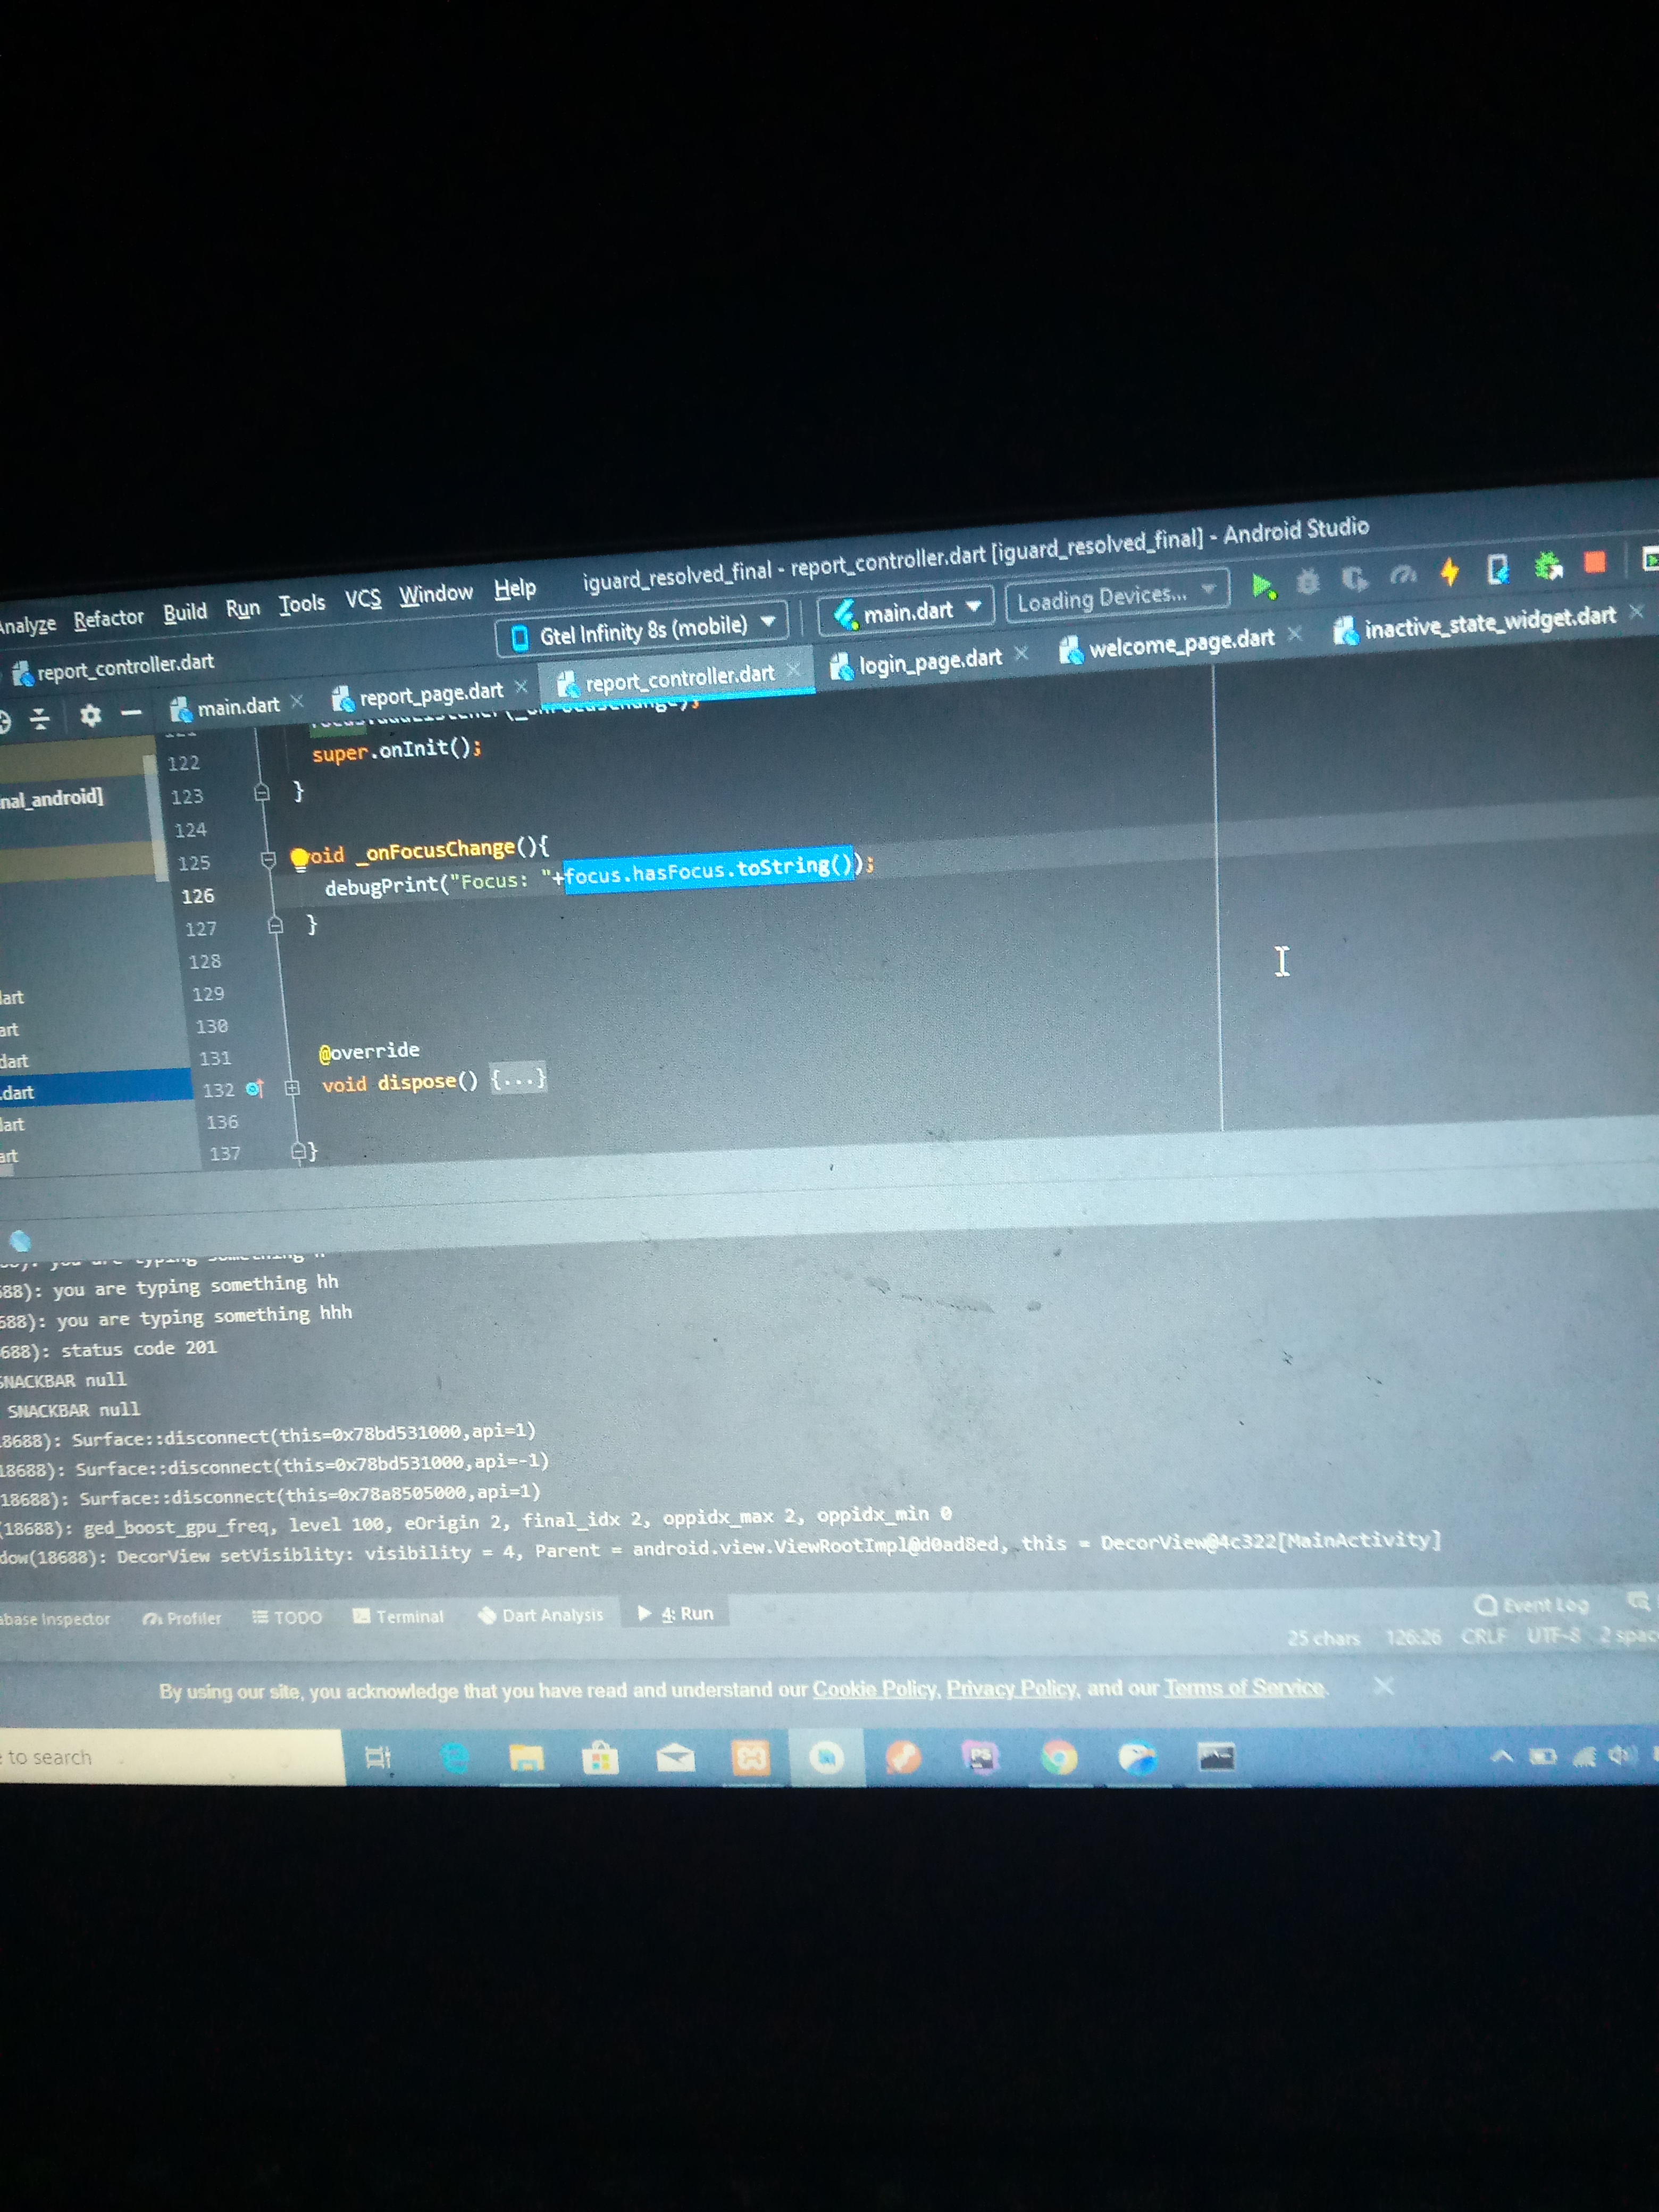 Analyze Refactor Build Run Tools VCS Window Help iguard_resolved_final - report_controller.dart [iguard_resolved_final] - Android Studio
report_controller.dart Gtel Infinity 8s (mobile) main.dart Loading Devices...
main.dart report_page.dart report_controller.dart login_page.dart welcome_page.dart inactive_state_widget.dart
122 super.onInit();
123 }
124
125 void _onFocusChange(){
126 debugPrint("Focus: "+focus.hasFocus.toString());
127 }
128
129
130
131 @override
132 void dispose() {...}
136
137 }
nal_android]
dart
art
dart
.dart
dart
art
688): you are typing something hh
688): you are typing something hhh
688): status code 201
SNACKBAR null
SNACKBAR null
18688): Surface::disconnect(this=0x78bd531000,api=1)
18688): Surface::disconnect(this=0x78bd531000,api=-1)
18688): Surface::disconnect(this=0x78a8505000,api=1)
(18688): ged_boost_gpu_freq, level 100, eOrigin 2, final_idx 2, oppidx_max 2, oppidx_min 0
dow(18688): DecorView setVisiblity: visibility = 4, Parent = android.view.ViewRootImpl@d0ad8ed, this = DecorView@4c322[MainActivity]
abase Inspector Profiler TODO Terminal Dart Analysis 4: Run Event Log
25 chars 126:26 CRLF UTF-8 2 spac
By using our site, you acknowledge that you have read and understand our Cookie Policy, Privacy Policy, and our Terms of Service.
to search
PS